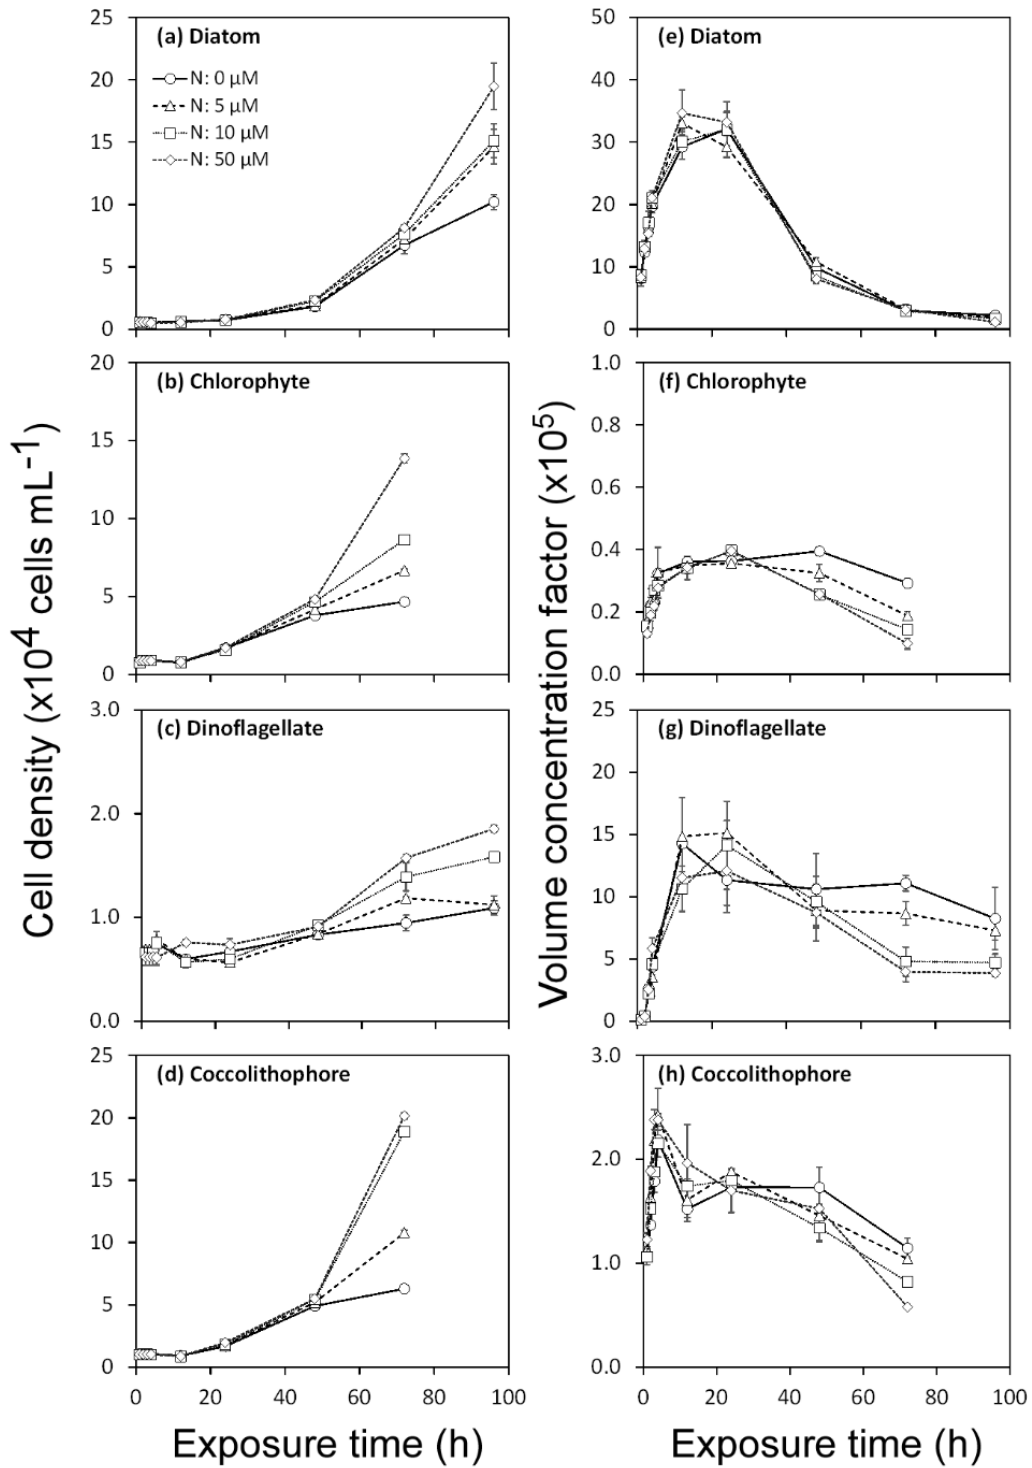 (a) Diatom
N: 0 µM
N: 5 µM
N: 10 µM
N: 50 µM
25
20
15
10
5
0
(b) Chlorophyte
20
15
10
5
0
(c) Dinoflagellate
3.0
2.0
1.0
0.0
(d) Coccolithophore
25
20
15
10
5
0
0 20 40 60 80 100
Exposure time (h)
Cell density (x10⁴ cells mL⁻¹)
(e) Diatom
50
40
30
20
10
0
(f) Chlorophyte
1.0
0.8
0.6
0.4
0.2
0.0
(g) Dinoflagellate
25
20
15
10
5
0
(h) Coccolithophore
3.0
2.0
1.0
0.0
0 20 40 60 80 100
Exposure time (h)
Volume concentration factor (x10⁵)